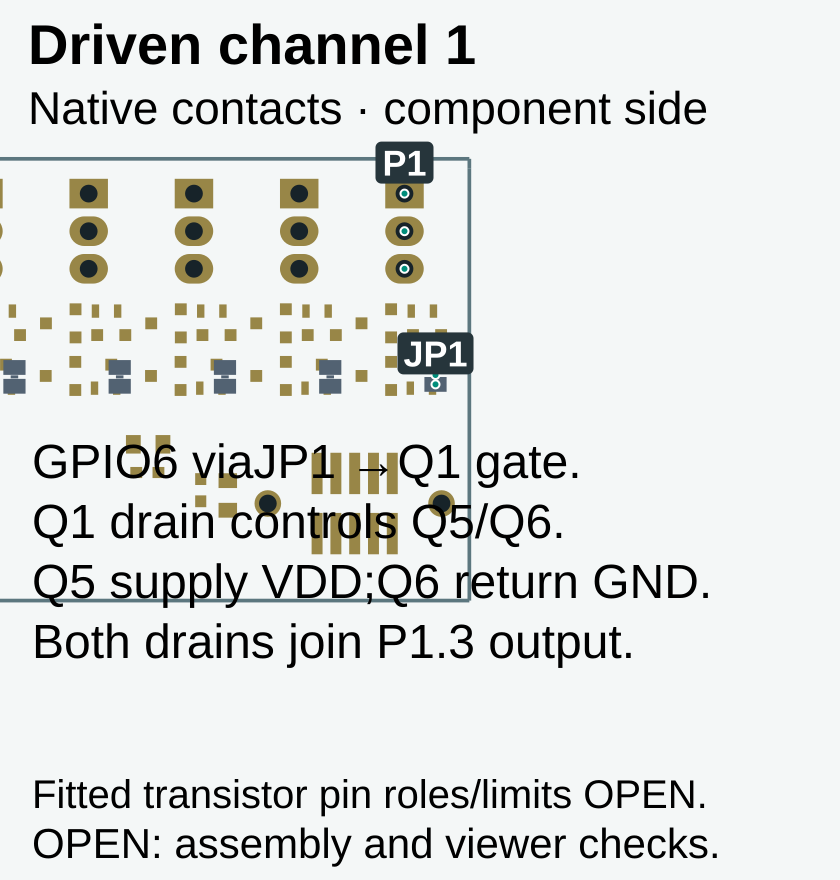 Driven channel 1
Native contacts · component side
P1
JP1
GPIO6 viaJP1 →Q1 gate.
Q1 drain controls Q5/Q6.
Q5 supply VDD;Q6 return GND.
Both drains join P1.3 output.
Fitted transistor pin roles/limits OPEN.
OPEN: assembly and viewer checks.